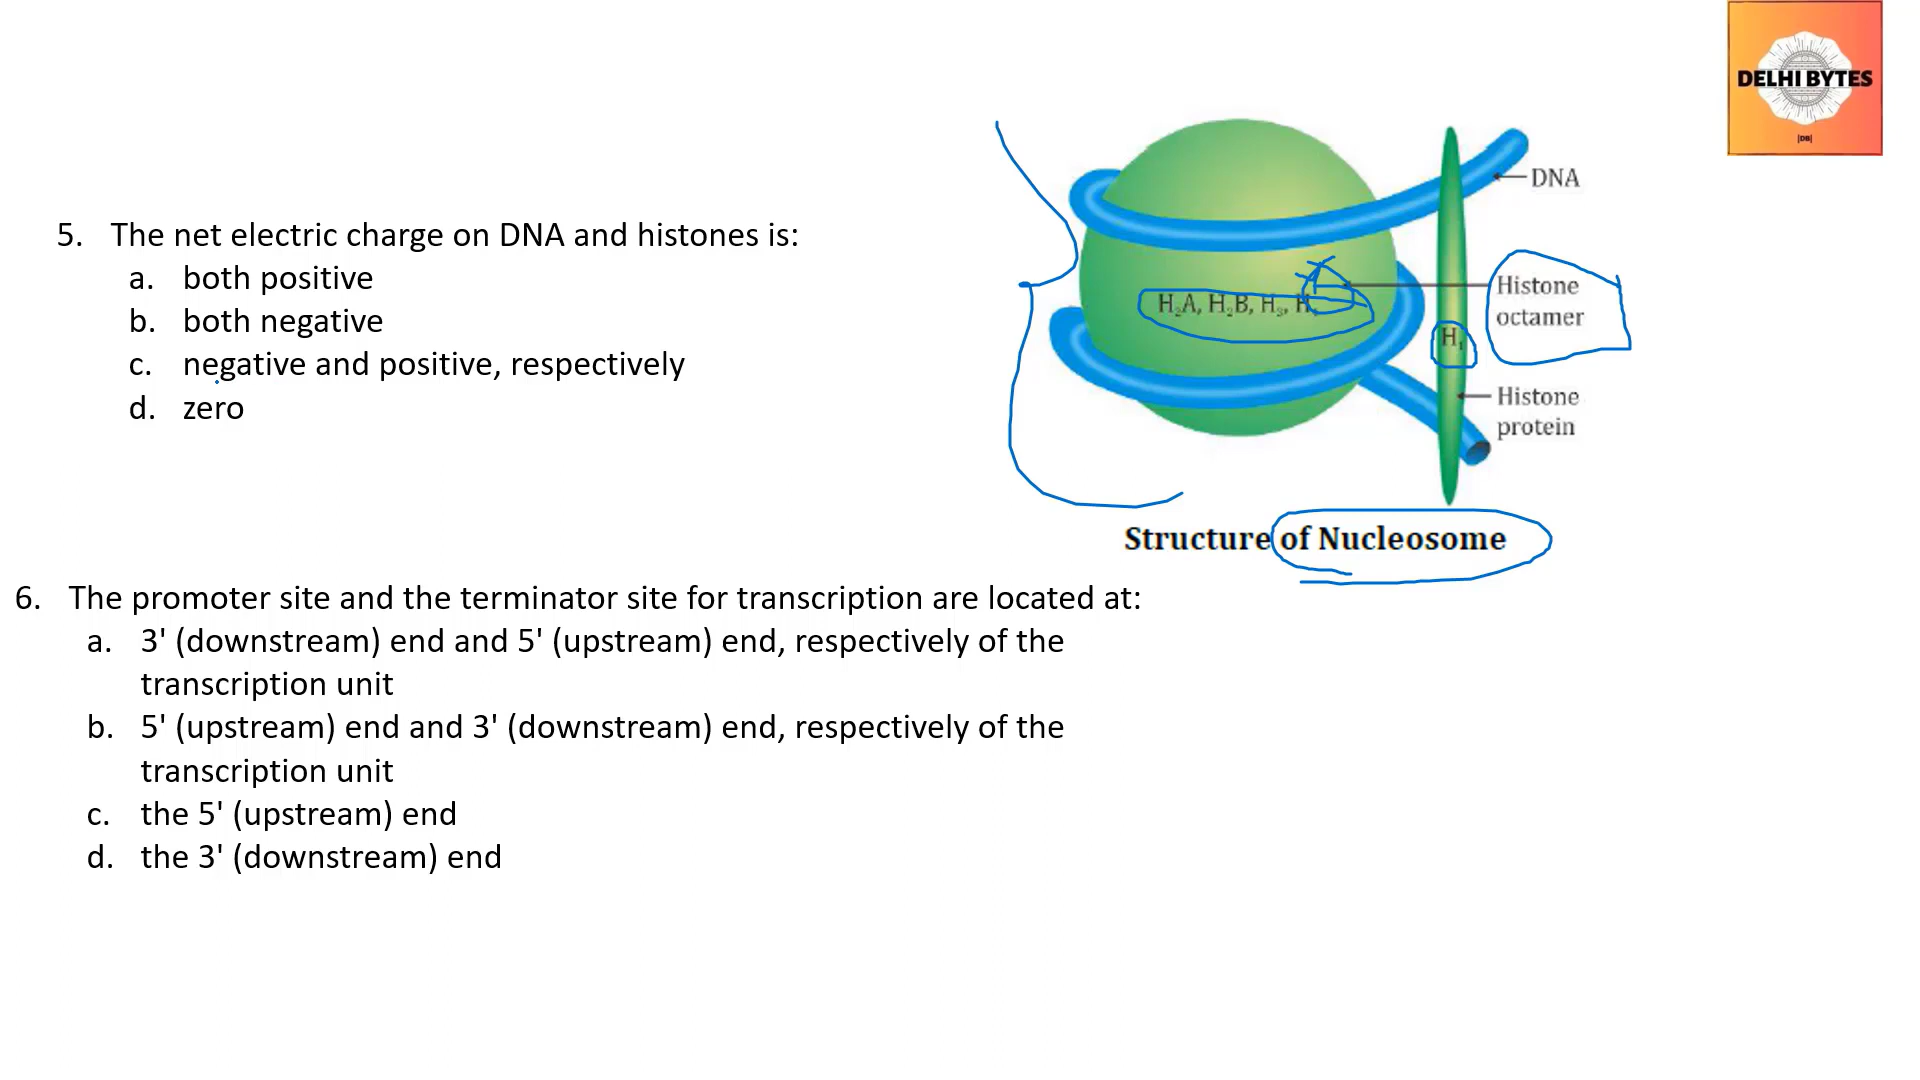 DELHI BYTES
|DB|
5. The net electric charge on DNA and histones is:
a. both positive
b. both negative
c. negative and positive, respectively
d. zero
DNA
Histone
octamer
H₂A, H₂B, H₃, H₄
H₁
Histone
protein
Structure of Nucleosome
6. The promoter site and the terminator site for transcription are located at:
a. 3' (downstream) end and 5' (upstream) end, respectively of the
transcription unit
b. 5' (upstream) end and 3' (downstream) end, respectively of the
transcription unit
c. the 5' (upstream) end
d. the 3' (downstream) end